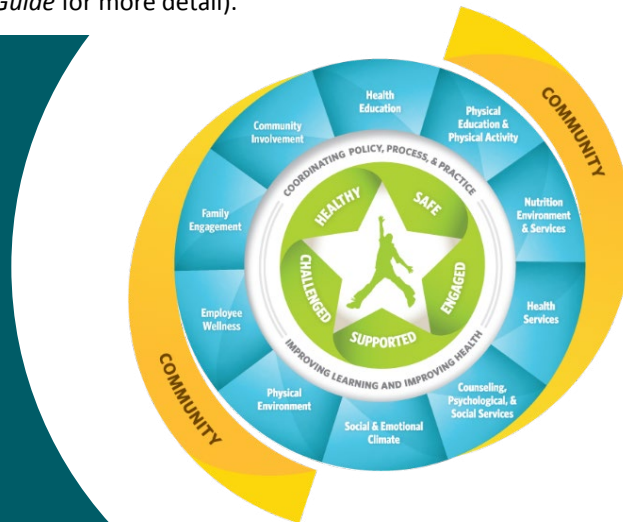 Guide for more detail).
COMMUNITY
Health
Education
Physical
Education &
Physical Activity
Nutrition
Environment
& Services
Health
Services
Counseling,
Psychological, &
Social Services
Social & Emotional
Climate
Physical
Environment
Employee
Wellness
Family
Engagement
Community
Involvement
COORDINATING POLICY, PROCESS, & PRACTICE
IMPROVING LEARNING AND IMPROVING HEALTH
HEALTHY
SAFE
ENGAGED
SUPPORTED
CHALLENGED
COMMUNITY